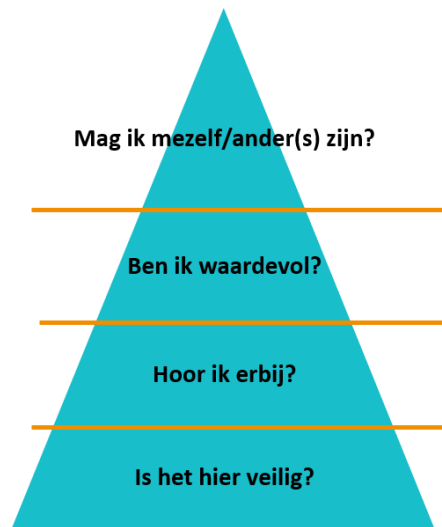 Mag ik mezelf/ander(s) zijn?
Ben ik waardevol?
Hoor ik erbij?
Is het hier veilig?